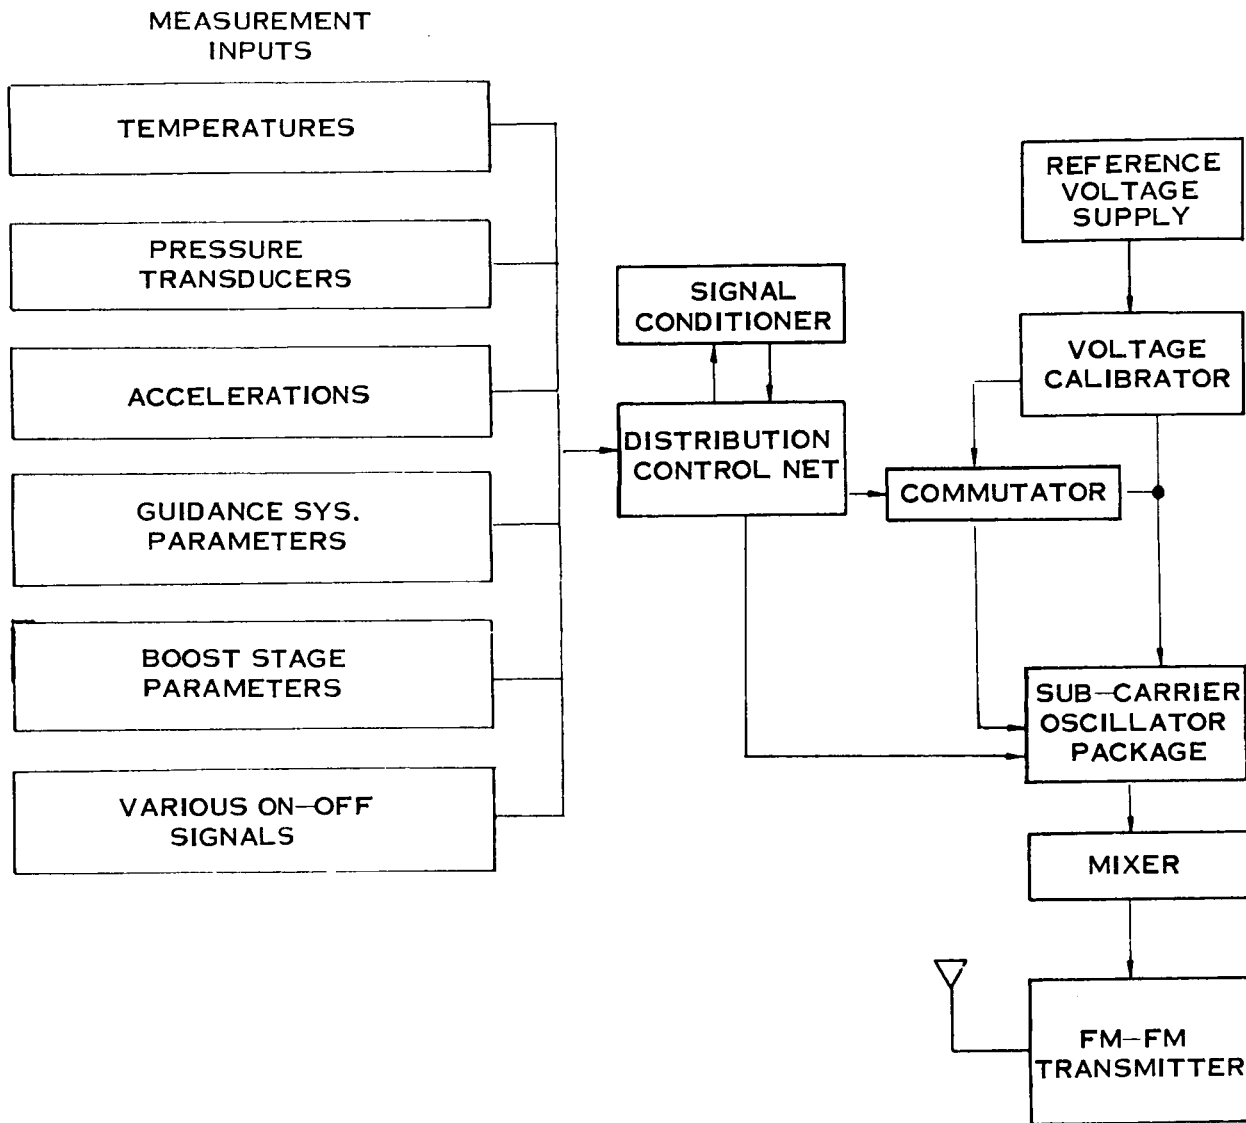 MEASUREMENT
INPUTS
TEMPERATURES
PRESSURE
TRANSDUCERS
ACCELERATIONS
GUIDANCE SYS.
PARAMETERS
BOOST STAGE
PARAMETERS
VARIOUS ON-OFF
SIGNALS
SIGNAL
CONDITIONER
DISTRIBUTION
CONTROL NET
REFERENCE
VOLTAGE
SUPPLY
VOLTAGE
CALIBRATOR
COMMUTATOR
SUB-CARRIER
OSCILLATOR
PACKAGE
MIXER
FM-FM
TRANSMITTER